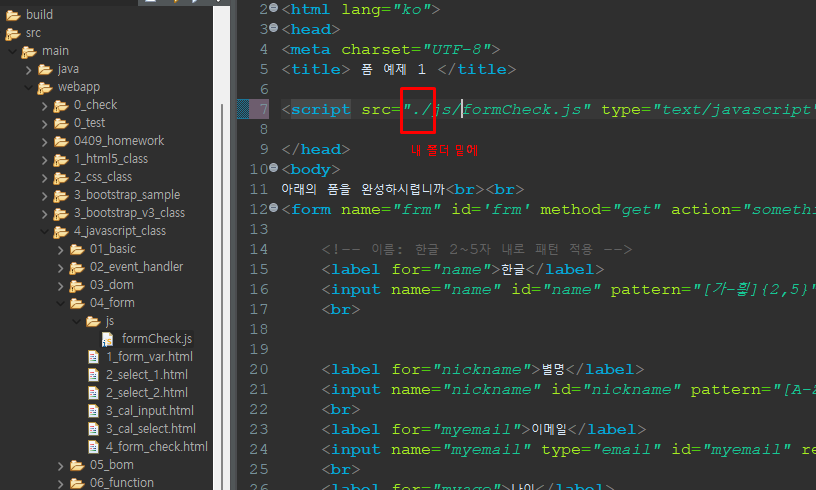 build
src
main
java
webapp
0_check
0_test
0409_homework
1_html5_class
2_css_class
3_bootstrap_sample
3_bootstrap_v3_class
4_javascript_class
01_basic
02_event_handler
03_dom
04_form
js
formCheck.js
1_form_var.html
2_select_1.html
2_select_2.html
3_cal_input.html
3_cal_select.html
4_form_check.html
05_bom
06_function
2 <html lang="ko">
3 <head>
4 <meta charset="UTF-8">
5 <title> 폼 예제 1 </title>
6
7 <script src="./js/formCheck.js" type="text/javascript"
8
9 </head>
내 폴더 밑에
10 <body>
11 아래의 폼을 완성하시렵니까<br><br>
12 <form name="frm" id='frm' method="get" action="somethi
13
14 <!-- 이름: 한글 2~5자 내로 패턴 적용 -->
15 <label for="name">한글</label>
16 <input name="name" id="name" pattern="[가-힇]{2,5}"
17 <br>
18
19
20 <label for="nickname">별명</label>
21 <input name="nickname" id="nickname" pattern="[A-
22 <br>
23 <label for="myemail">이메일</label>
24 <input name="myemail" type="email" id="myemail" re
25 <br>
26 <label for="myage">나이</label>